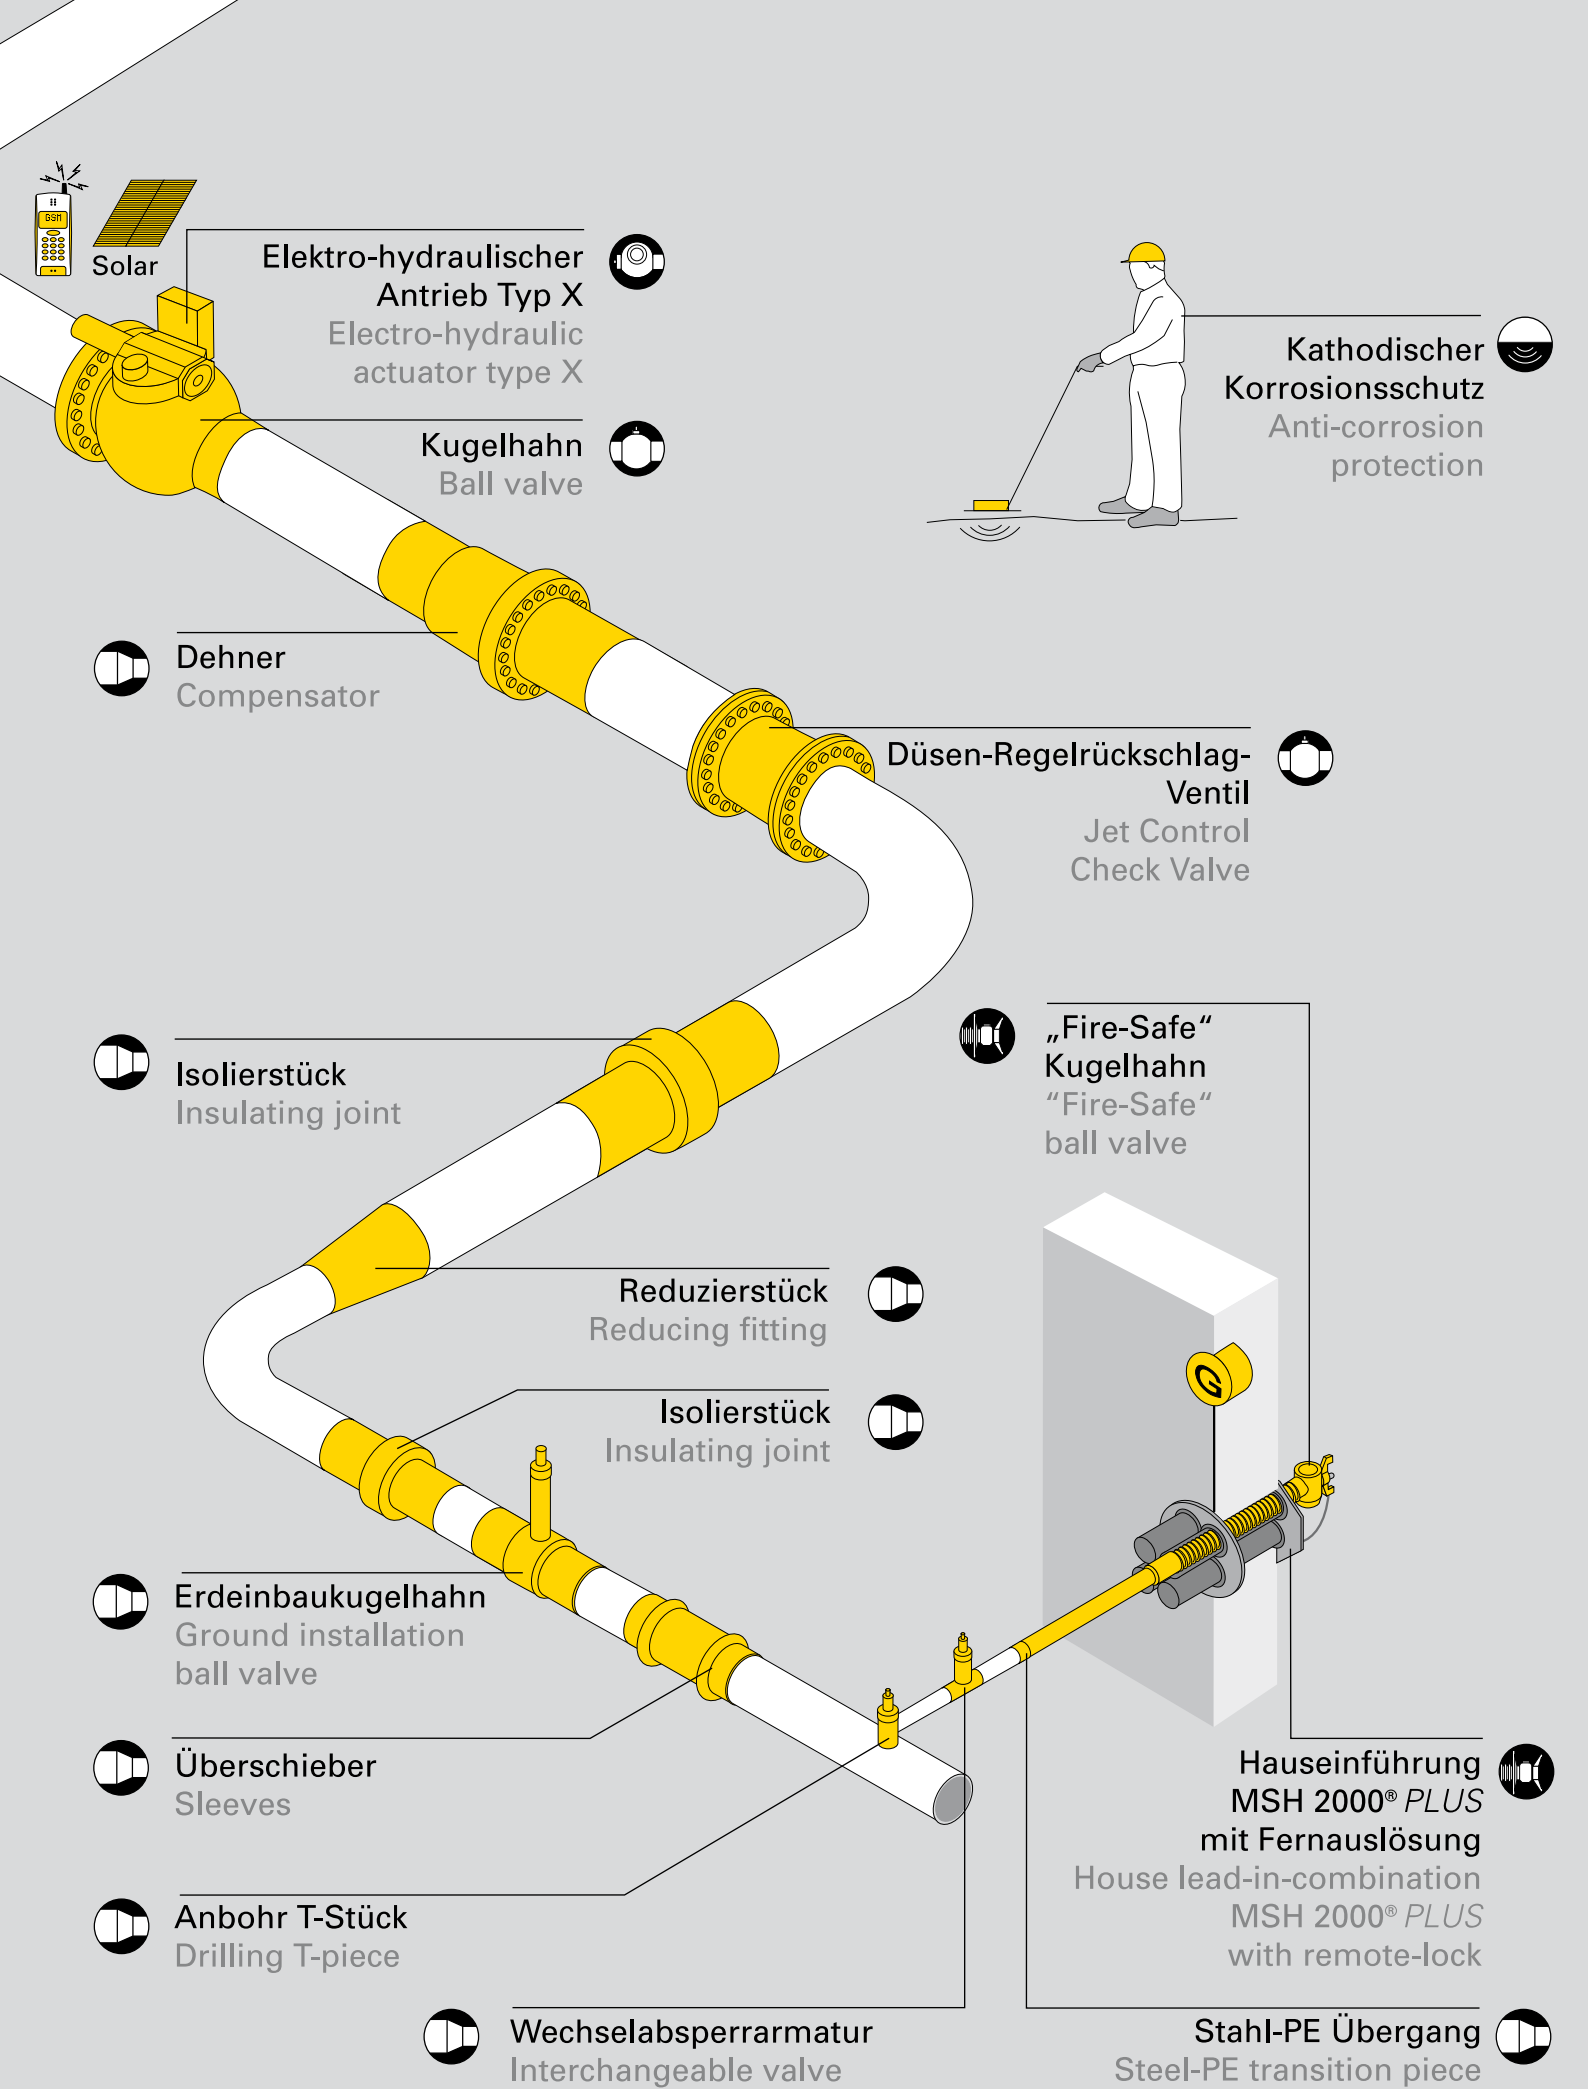 GSM
Solar
Elektro-hydraulischer
Antrieb Typ X
Electro-hydraulic
actuator type X
Kathodischer
Korrosionsschutz
Anti-corrosion
protection
Kugelhahn
Ball valve
Dehner
Compensator
Düsen-Regelrückschlag-
Ventil
Jet Control
Check Valve
„Fire-Safe“
Kugelhahn
“Fire-Safe“
ball valve
Isolierstück
Insulating joint
Reduzierstück
Reducing fitting
G
Isolierstück
Insulating joint
Erdeinbaukugelhahn
Ground installation
ball valve
Überschieber
Sleeves
Hauseinführung
MSH 2000® PLUS
mit Fernauslösung
House lead-in-combination
MSH 2000® PLUS
with remote-lock
Anbohr T-Stück
Drilling T-piece
Wechselabsperrarmatur
Interchangeable valve
Stahl-PE Übergang
Steel-PE transition piece